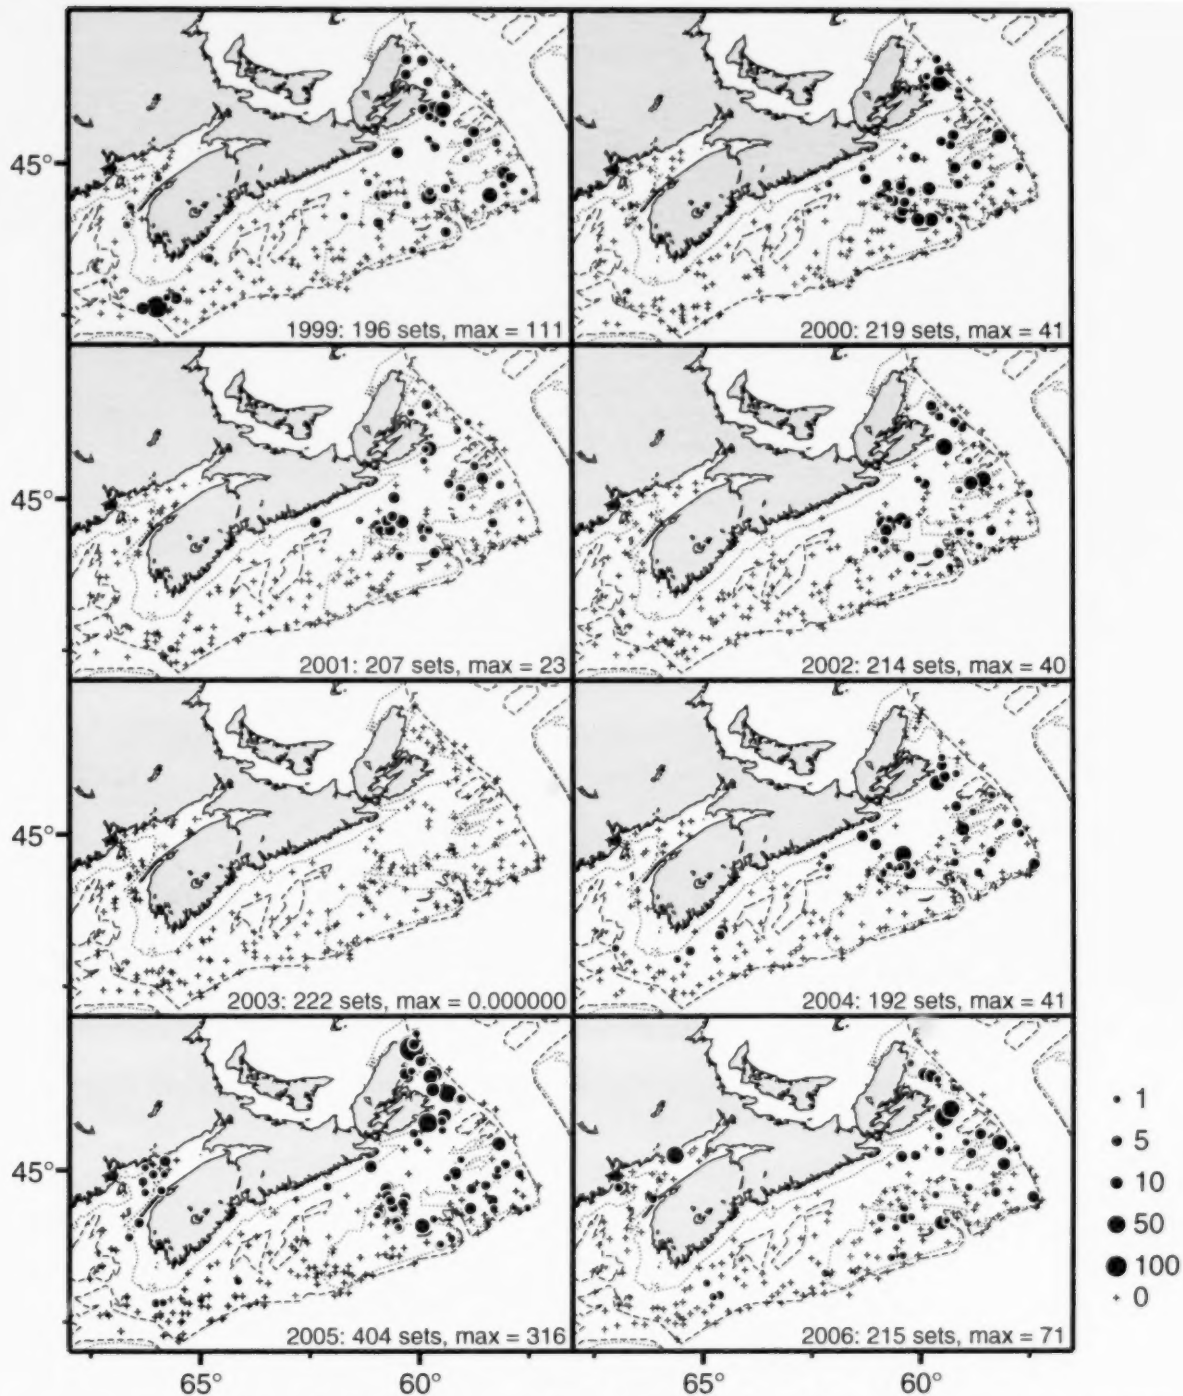 1999: 196 sets, max = 111
2000: 219 sets, max = 41
45°
2001: 207 sets, max = 23
2002: 214 sets, max = 40
45°
2003: 222 sets, max = 0.000000
2004: 192 sets, max = 41
45°
2005: 404 sets, max = 316
2006: 215 sets, max = 71
45°
65°
60°
65°
60°
1
5
10
50
100
0